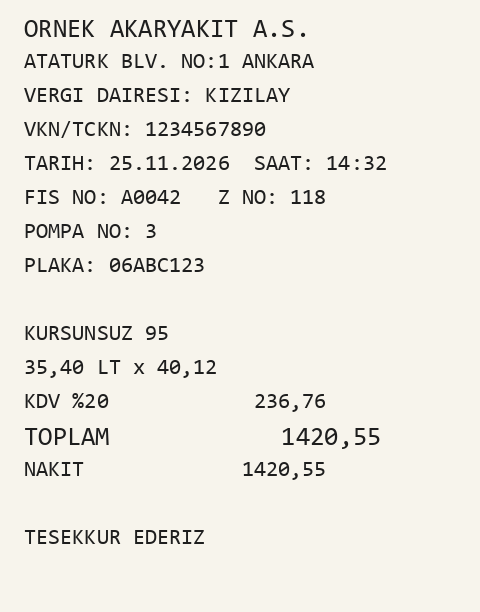 ORNEK AKARYAKIT A.S.
ATATURK BLV. NO:1 ANKARA
VERGI DAIRESI: KIZILAY
VKN/TCKN: 1234567890
TARIH: 25.11.2026  SAAT: 14:32
FIS NO: A0042   Z NO: 118
POMPA NO: 3
PLAKA: 06ABC123
KURSUNSUZ 95
35,40 LT x 40,12
KDV %20            236,76
TOPLAM             1420,55
NAKIT             1420,55
TESEKKUR EDERIZ